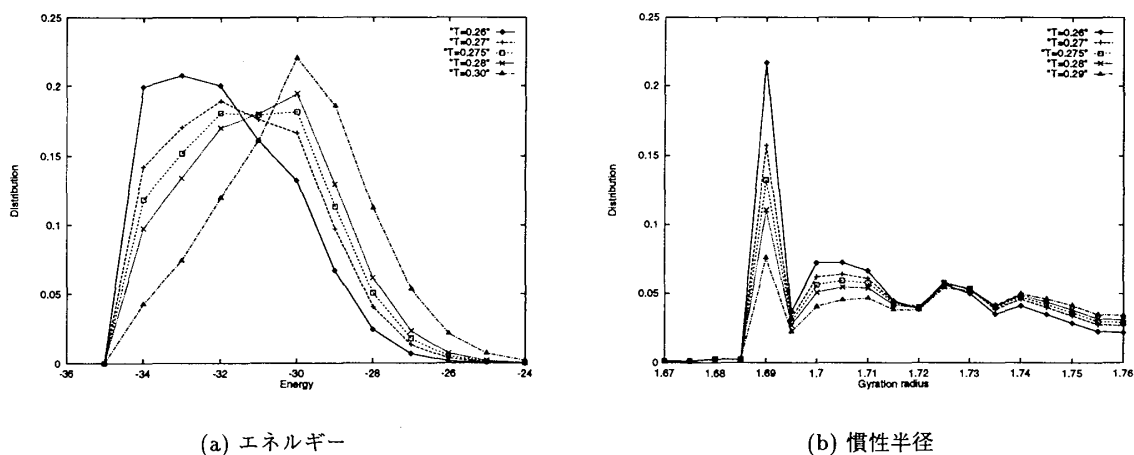 0.25
0.2
0.15
0.1
0.05
0
Distribution
-36
-34
-32
-30
-28
-26
-24
Energy
"T=0.26"
"T=0.27"
"T=0.275"
"T=0.28"
"T=0.30"
(a) エネルギー
0.25
0.2
0.15
0.1
0.05
0
Distribution
1.67
1.68
1.69
1.7
1.71
1.72
1.73
1.74
1.75
1.76
Gyration radius
"T=0.26"
"T=0.27"
"T=0.275"
"T=0.28"
"T=0.29"
(b) 慣性半径